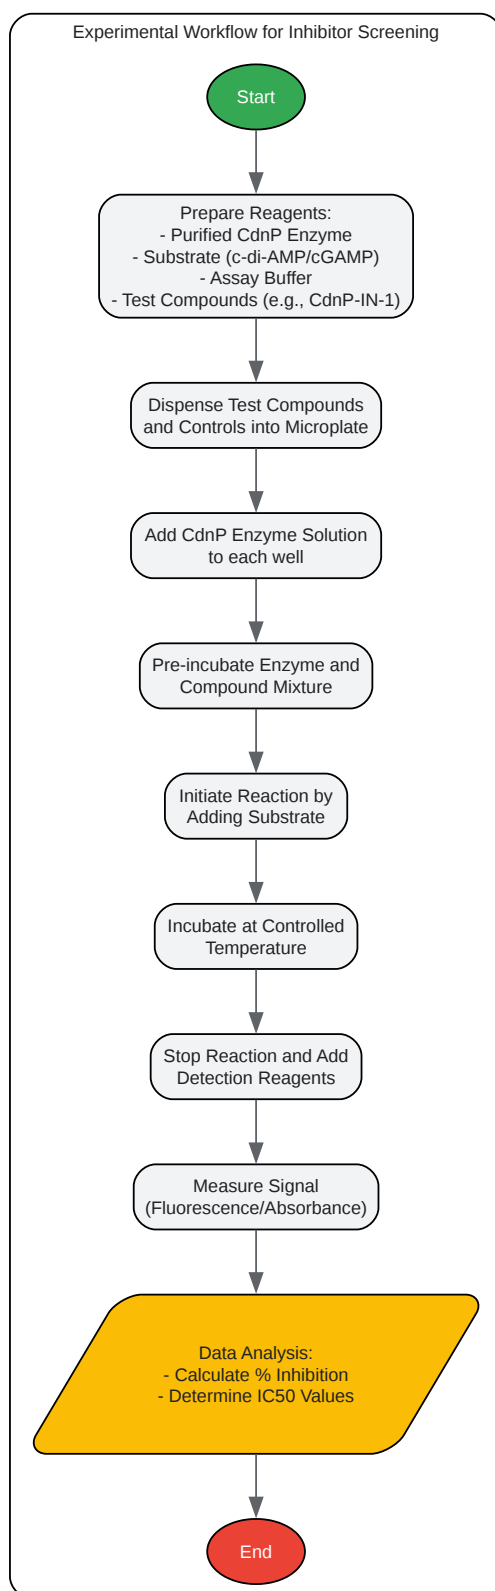 Experimental Workflow for Inhibitor Screening
Start
Prepare Reagents:
- Purified CdnP Enzyme
- Substrate (c-di-AMP/cGAMP)
- Assay Buffer
- Test Compounds (e.g., CdnP-IN-1)
Dispense Test Compounds
and Controls into Microplate
Add CdnP Enzyme Solution
to each well
Pre-incubate Enzyme and
Compound Mixture
Initiate Reaction by
Adding Substrate
Incubate at Controlled
Temperature
Stop Reaction and Add
Detection Reagents
Measure Signal
(Fluorescence/Absorbance)
Data Analysis:
- Calculate % Inhibition
- Determine IC50 Values
End